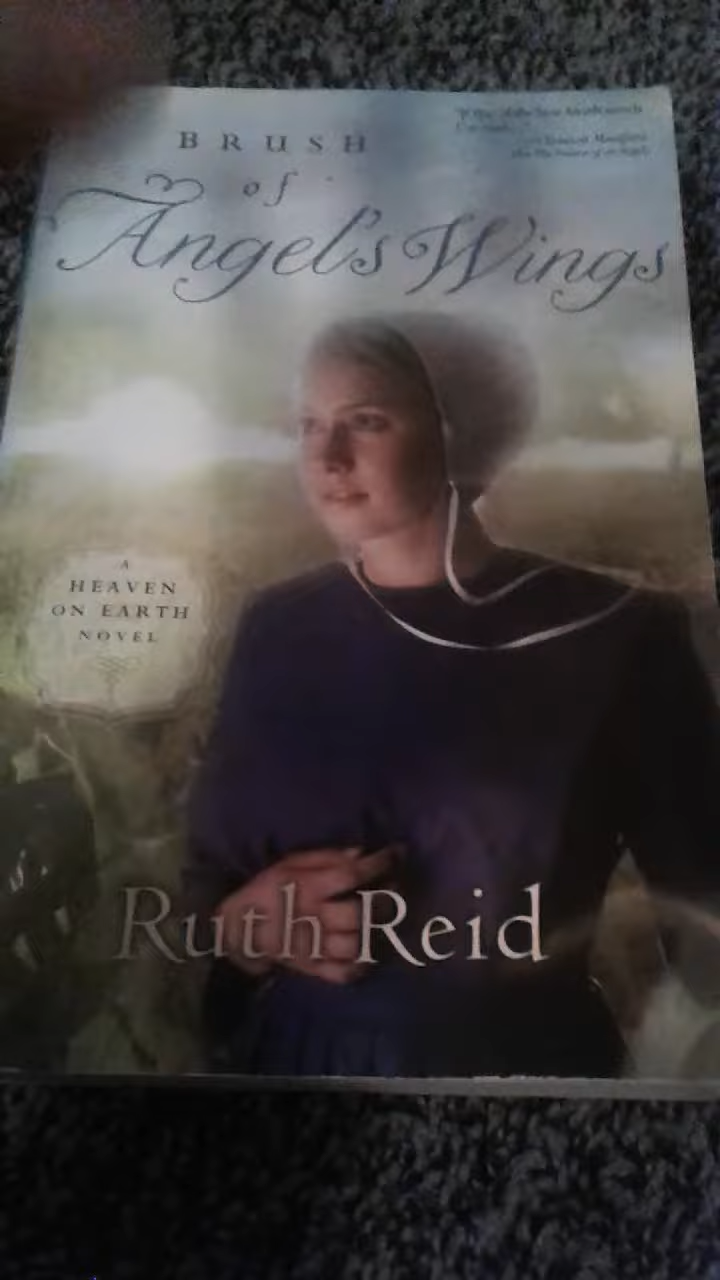 BRUSH
of
Angel's Wings
A
HEAVEN
ON EARTH
NOVEL
Ruth Reid